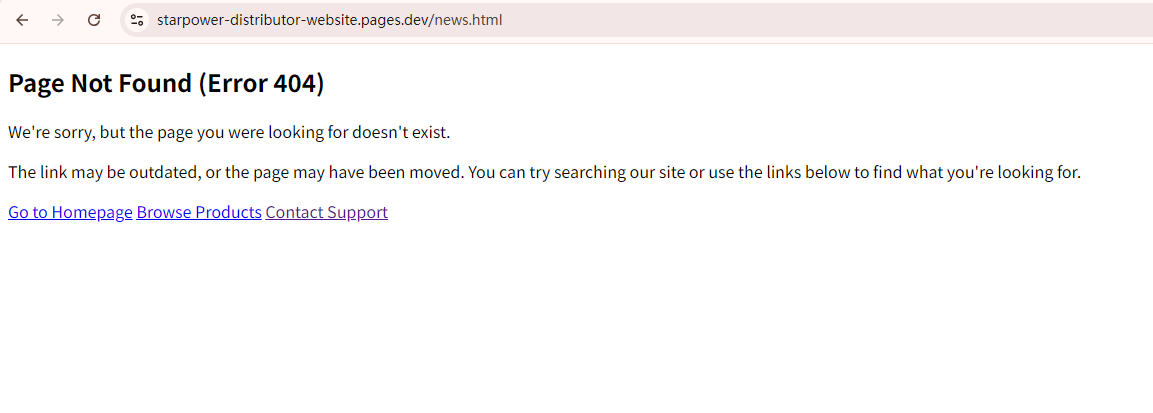 starpower-distributor-website.pages.dev/news.html
Page Not Found (Error 404)
We're sorry, but the page you were looking for doesn't exist.
The link may be outdated, or the page may have been moved. You can try searching our site or use the links below to find what you're looking for.
Go to Homepage Browse Products Contact Support